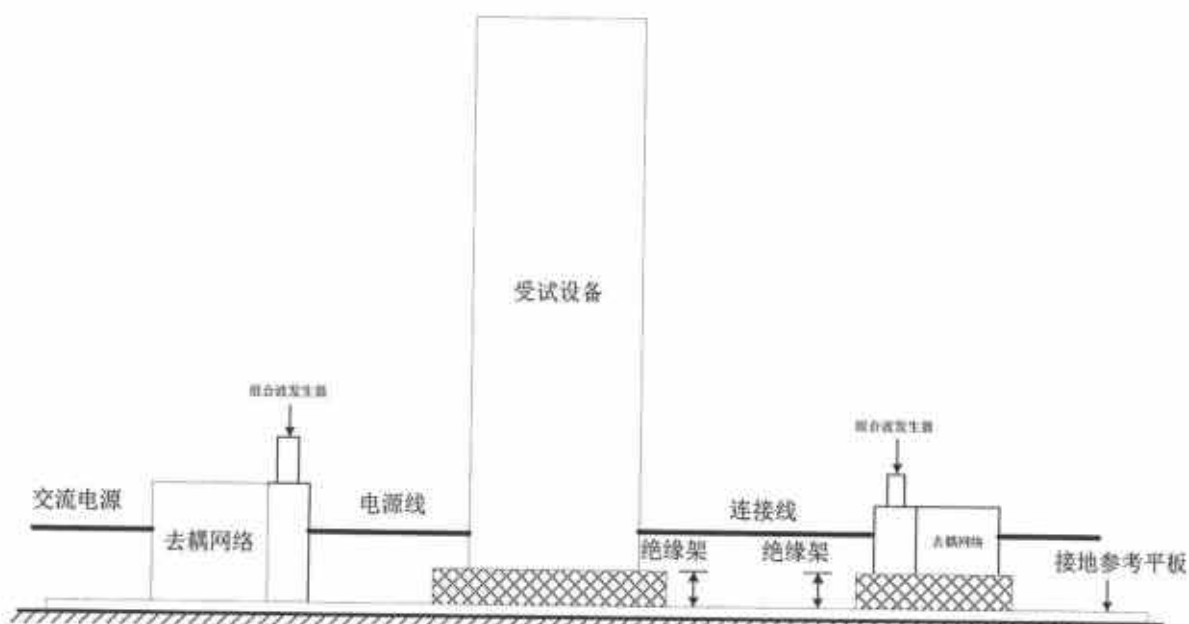 受试设备
组合波发生器
组合波发生器
交流电源
电源线
连接线
去耦网络
去耦网络
绝缘架
绝缘架
接地参考平板